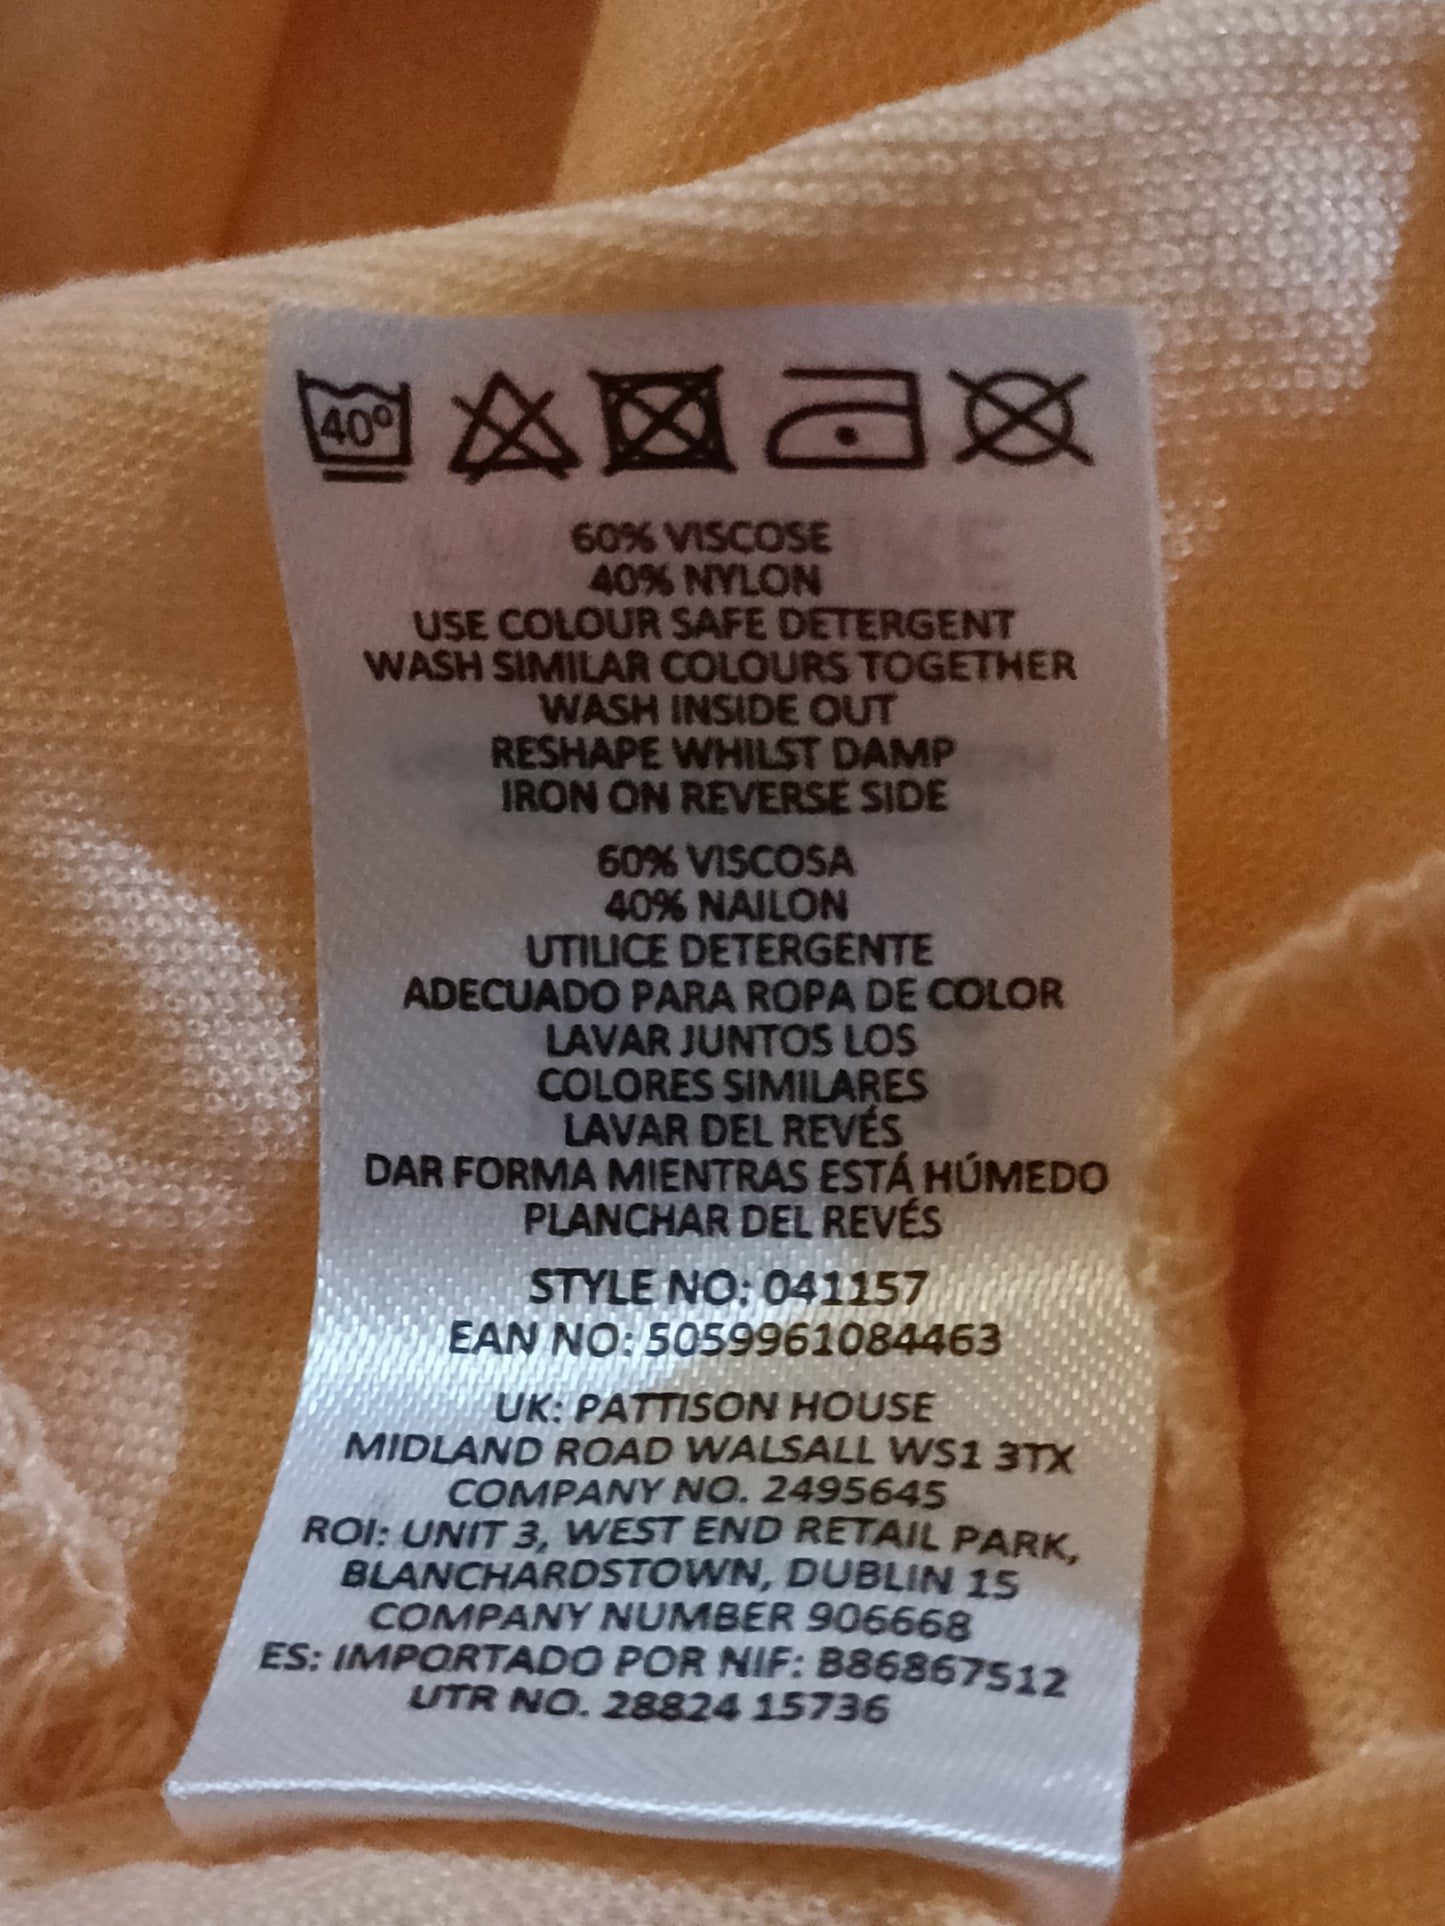 40°
60% VISCOSE
40% NYLON
USE COLOUR SAFE DETERGENT
WASH SIMILAR COLOURS TOGETHER
WASH INSIDE OUT
RESHAPE WHILST DAMP
IRON ON REVERSE SIDE
60% VISCOSA
40% NAILON
UTILICE DETERGENTE
ADECUADO PARA ROPA DE COLOR
LAVAR JUNTOS LOS
COLORES SIMILARES
LAVAR DEL REVÉS
DAR FORMA MIENTRAS ESTÁ HÚMEDO
PLANCHAR DEL REVÉS
STYLE NO: 041157
EAN NO: 5059961084463
UK: PATTISON HOUSE
MIDLAND ROAD WALSALL WS1 3TX
COMPANY NO. 2495645
ROI: UNIT 3, WEST END RETAIL PARK,
BLANCHARDSTOWN, DUBLIN 15
COMPANY NUMBER 906668
ES: IMPORTADO POR NIF: B86867512
UTR NO. 28824 15736